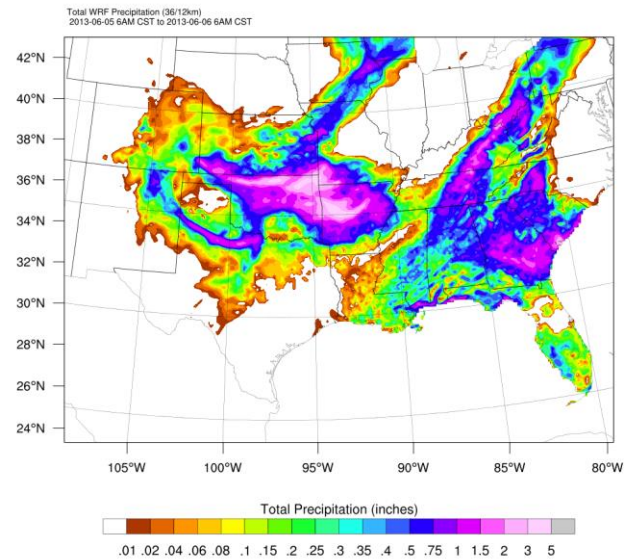 Total WRF Precipitation (36/12km)
2013-06-05 6AM CST to 2013-06-06 6AM CST
42°N
40°N
38°N
36°N
34°N
32°N
30°N
28°N
26°N
24°N
105°W 100°W 95°W 90°W 85°W 80°W
Total Precipitation (inches)
.01 .02 .04 .06 .08 .1 .15 .2 .25 .3 .35 .4 .5 .75 1 1.5 2 3 5